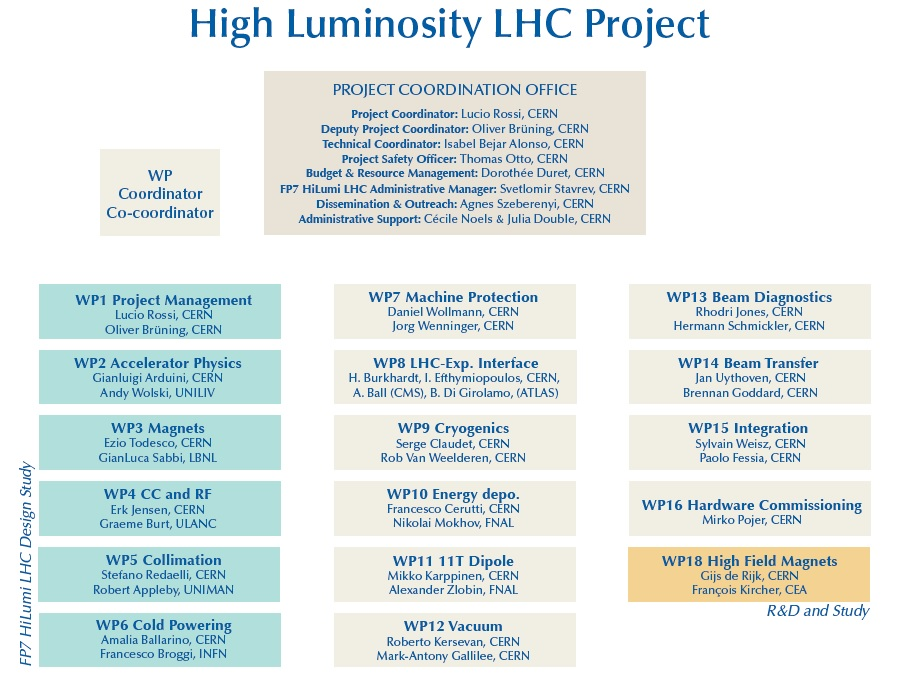 High Luminosity LHC Project
PROJECT COORDINATION OFFICE
Project Coordinator: Lucio Rossi, CERN
Deputy Project Coordinator: Oliver Brüning, CERN
Technical Coordinator: Isabel Bejar Alonso, CERN
Project Safety Officer: Thomas Otto, CERN
Budget & Resource Management: Dorothée Duret, CERN
FP7 HiLumi LHC Administrative Manager: Svetlomir Stavrev, CERN
Dissemination & Outreach: Agnes Szeberenyi, CERN
Administrative Support: Cécile Noels & Julia Double, CERN
WP
Coordinator
Co-coordinator
WP1 Project Management
Lucio Rossi, CERN
Oliver Brüning, CERN
WP2 Accelerator Physics
Gianluigi Arduini, CERN
Andy Wolski, UNILIV
WP3 Magnets
Ezio Todesco, CERN
GianLuca Sabbi, LBNL
WP4 CC and RF
Erk Jensen, CERN
Graeme Burt, ULANC
WP5 Collimation
Stefano Redaelli, CERN
Robert Appleby, UNIMAN
WP6 Cold Powering
Amalia Ballarino, CERN
Francesco Broggi, INFN
FP7 HiLumi LHC Design Study
WP7 Machine Protection
Daniel Wollmann, CERN
Jorg Wenninger, CERN
WP8 LHC-Exp. Interface
H. Burkhardt, I. Efthymiopoulos, CERN,
A. Ball (CMS), B. Di Girolamo, (ATLAS)
WP9 Cryogenics
Serge Claudet, CERN
Rob Van Weelderen, CERN
WP10 Energy depo.
Francesco Cerutti, CERN
Nikolai Mokhov, FNAL
WP11 11T Dipole
Mikko Karppinen, CERN
Alexander Zlobin, FNAL
WP12 Vacuum
Roberto Kersevan, CERN
Mark-Antony Gallilee, CERN
WP13 Beam Diagnostics
Rhodri Jones, CERN
Hermann Schmickler, CERN
WP14 Beam Transfer
Jan Uythoven, CERN
Brennan Goddard, CERN
WP15 Integration
Sylvain Weisz, CERN
Paolo Fessia, CERN
WP16 Hardware Commissioning
Mirko Pojer, CERN
WP18 High Field Magnets
Gijs de Rijk, CERN
François Kircher, CEA
R&D and Study